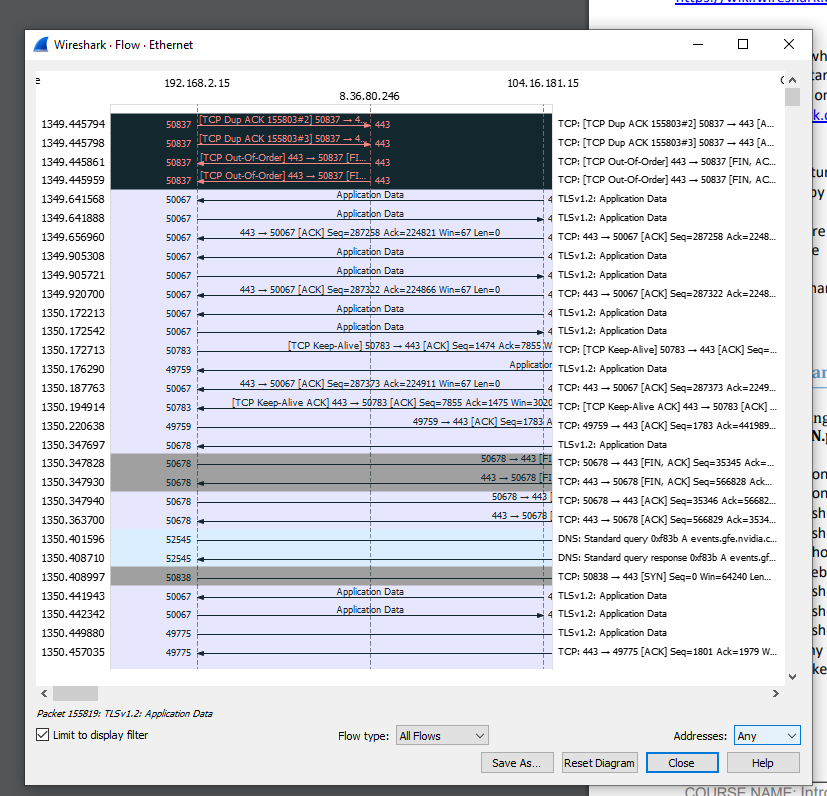 https://wiki.wireshark.
Wireshark · Flow · Ethernet
192.168.2.15 104.16.181.15
8.36.80.246
1349.445794 50837 [TCP Dup ACK 155803#2] 50837 → 4... 443 TCP: [TCP Dup ACK 155803#2] 50837 → 443 [A...
1349.445798 50837 [TCP Dup ACK 155803#3] 50837 → 4... 443 TCP: [TCP Dup ACK 155803#3] 50837 → 443 [A...
1349.445861 50837 [TCP Out-Of-Order] 443 → 50837 [FI... 443 TCP: [TCP Out-Of-Order] 443 → 50837 [FIN, AC...
1349.445959 50837 [TCP Out-Of-Order] 443 → 50837 [FI... 443 TCP: [TCP Out-Of-Order] 443 → 50837 [FIN, AC...
1349.641568 50067 Application Data 4 TLSv1.2: Application Data
1349.641888 50067 Application Data 4 TLSv1.2: Application Data
1349.656960 50067 443 → 50067 [ACK] Seq=287258 Ack=224821 Win=67 Len=0 4 TCP: 443 → 50067 [ACK] Seq=287258 Ack=2248...
1349.905308 50067 Application Data 4 TLSv1.2: Application Data
1349.905721 50067 Application Data 4 TLSv1.2: Application Data
1349.920700 50067 443 → 50067 [ACK] Seq=287322 Ack=224866 Win=67 Len=0 4 TCP: 443 → 50067 [ACK] Seq=287322 Ack=2248...
1350.172213 50067 Application Data 4 TLSv1.2: Application Data
1350.172542 50067 Application Data 4 TLSv1.2: Application Data
1350.172713 50783 [TCP Keep-Alive] 50783 → 443 [ACK] Seq=1474 Ack=7855 W TCP: [TCP Keep-Alive] 50783 → 443 [ACK] Seq=...
1350.176290 49759 Application TLSv1.2: Application Data
1350.187763 50067 443 → 50067 [ACK] Seq=287373 Ack=224911 Win=67 Len=0 4 TCP: 443 → 50067 [ACK] Seq=287373 Ack=2249...
1350.194914 50783 [TCP Keep-Alive ACK] 443 → 50783 [ACK] Seq=7855 Ack=1475 Win=3020 TCP: [TCP Keep-Alive ACK] 443 → 50783 [ACK] ...
1350.220638 49759 49759 → 443 [ACK] Seq=1783 A TCP: 49759 → 443 [ACK] Seq=1783 Ack=441989...
1350.347697 50678 TLSv1.2: Application Data
1350.347828 50678 50678 → 443 [FI TCP: 50678 → 443 [FIN, ACK] Seq=35345 Ack=...
1350.347930 50678 443 → 50678 [FI TCP: 443 → 50678 [FIN, ACK] Seq=566828 Ack...
1350.347940 50678 50678 → 443 [ TCP: 50678 → 443 [ACK] Seq=35346 Ack=56682...
1350.363700 50678 443 → 50678 [ TCP: 443 → 50678 [ACK] Seq=566829 Ack=3534...
1350.401596 52545 DNS: Standard query 0xf83b A events.gfe.nvidia.c...
1350.408710 52545 DNS: Standard query response 0xf83b A events.gf...
1350.408997 50838 TCP: 50838 → 443 [SYN] Seq=0 Win=64240 Len...
1350.441943 50067 Application Data 4 TLSv1.2: Application Data
1350.442342 50067 Application Data 4 TLSv1.2: Application Data
1350.449880 49775 TLSv1.2: Application Data
1350.457035 49775 TCP: 443 → 49775 [ACK] Seq=1801 Ack=1979 W...
Packet 155819: TLSv1.2: Application Data
Limit to display filter Flow type: All Flows Addresses: Any
Save As... Reset Diagram Close Help
COURSE NAME: Intro